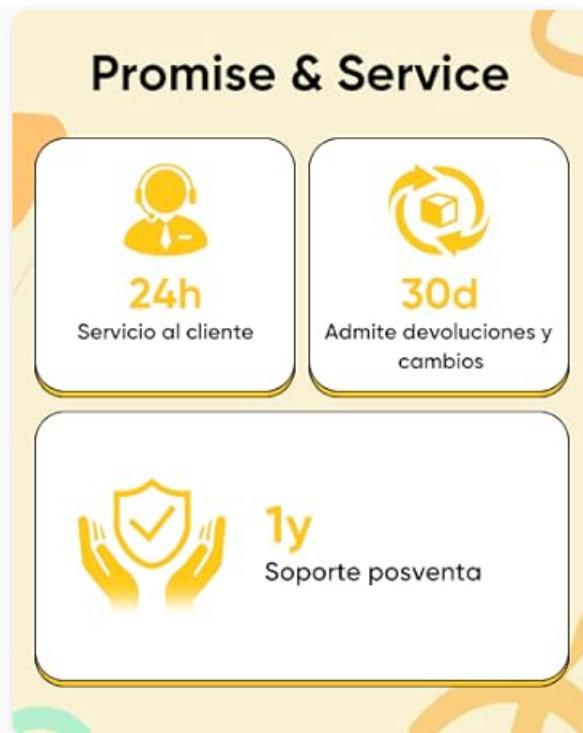 Promise & Service
24h
Servicio al cliente
30d
Admite devoluciones y
cambios
1y
Soporte posventa